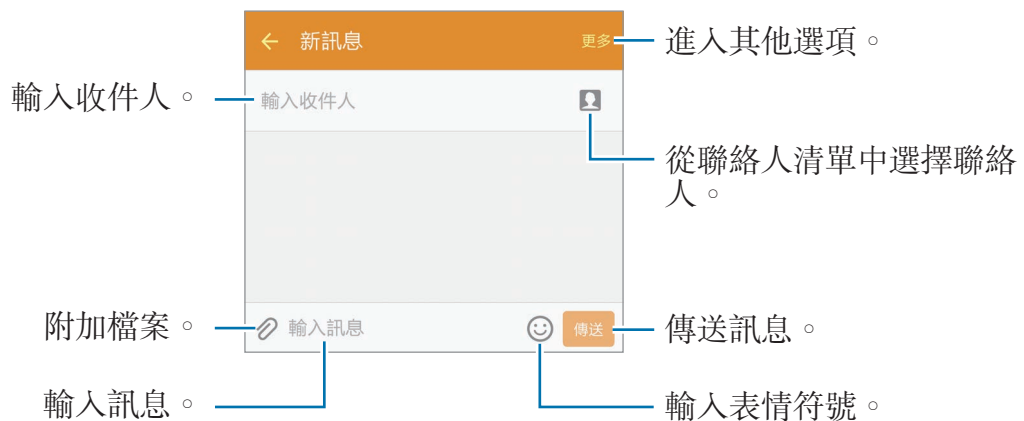 ← 新訊息 更多
進入其他選項。
輸入收件人。
輸入收件人
從聯絡人清單中選擇聯絡
人。
附加檔案。
輸入訊息
傳送
傳送訊息。
輸入訊息。
輸入表情符號。